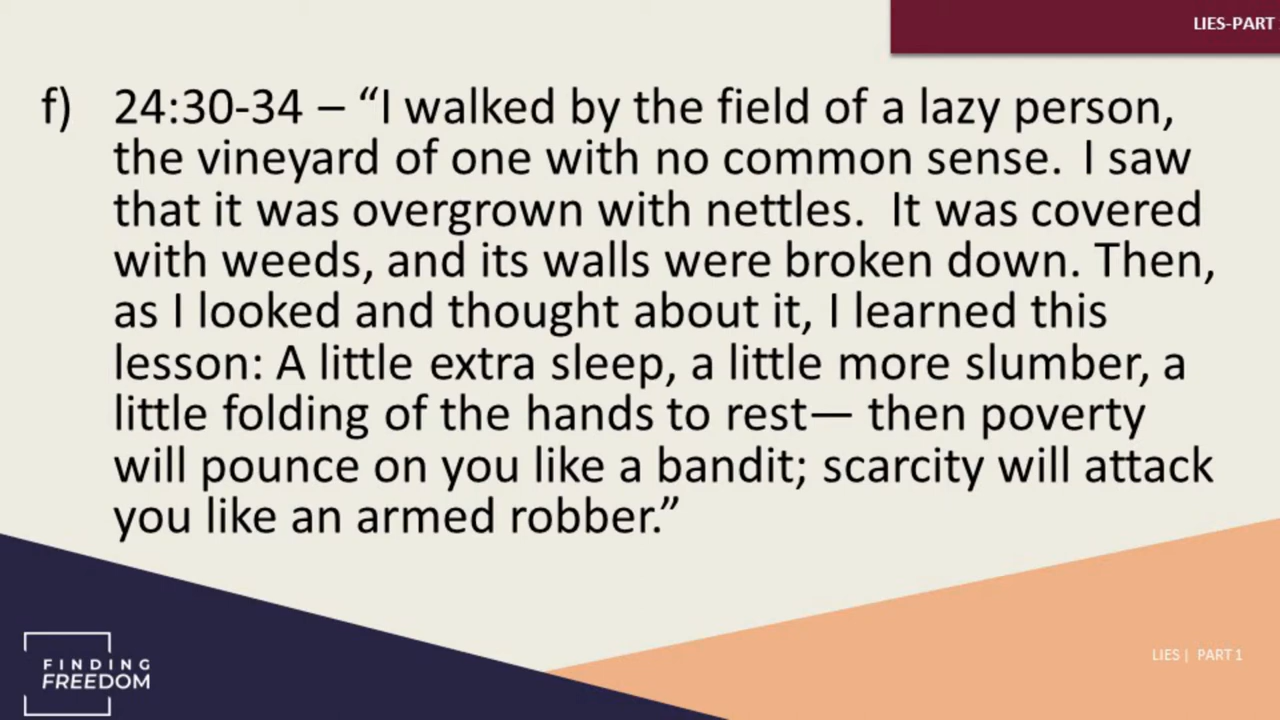 LIES-PART
f) 24:30-34 – “I walked by the field of a lazy person,
the vineyard of one with no common sense. I saw
that it was overgrown with nettles. It was covered
with weeds, and its walls were broken down. Then,
as I looked and thought about it, I learned this
lesson: A little extra sleep, a little more slumber, a
little folding of the hands to rest— then poverty
will pounce on you like a bandit; scarcity will attack
you like an armed robber.”
FINDING
FREEDOM
LIES | PART 1